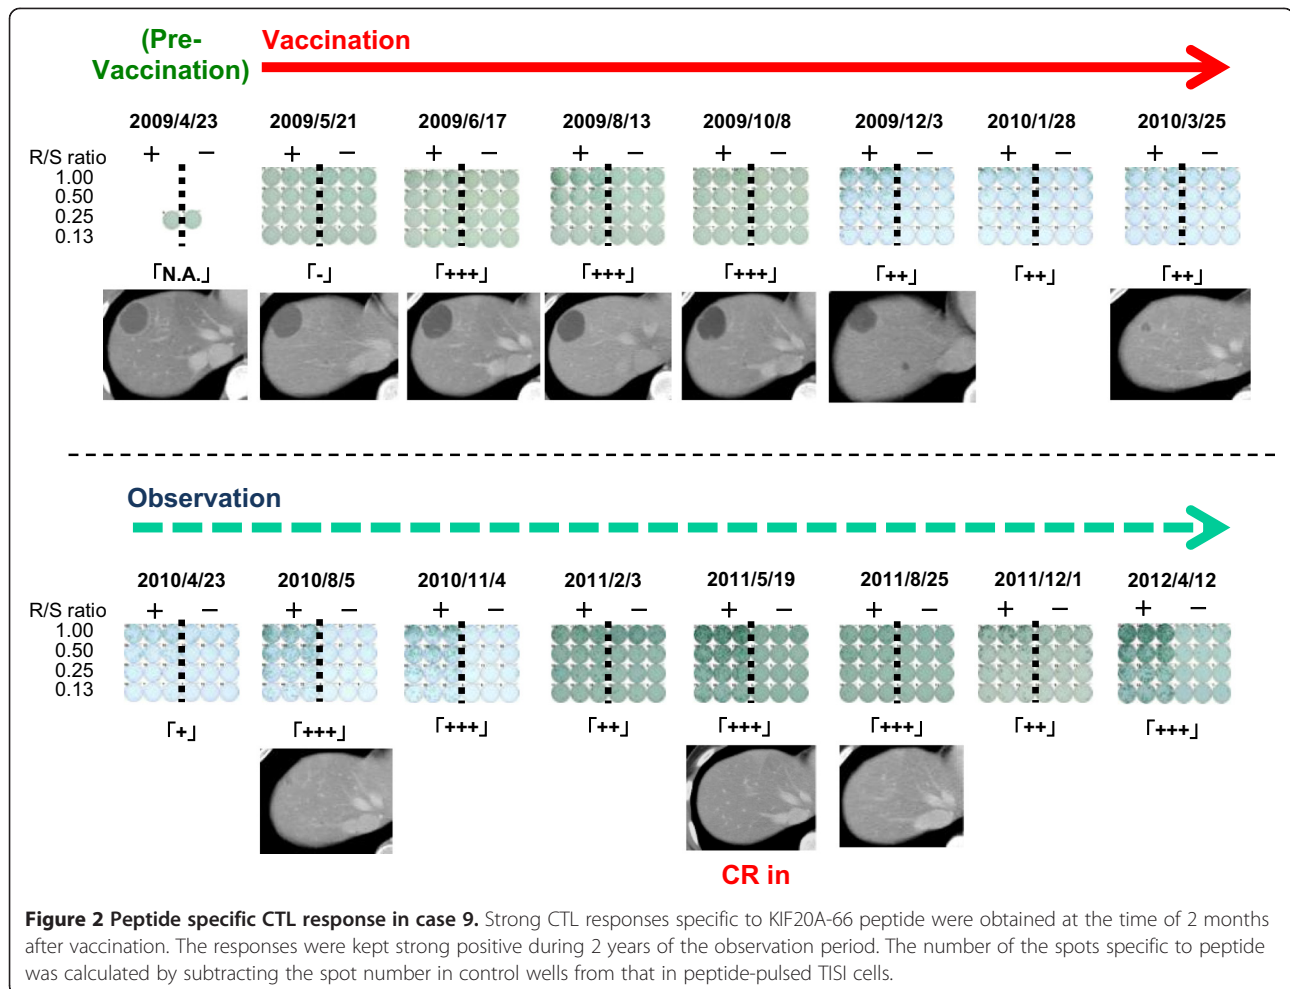 (Pre-
Vaccination)
Vaccination
2009/4/23 2009/5/21 2009/6/17 2009/8/13 2009/10/8 2009/12/3 2010/1/28 2010/3/25
R/S ratio + − + − + − + − + − + − + − + −
1.00
0.50
0.25
0.13
「N.A.」 「-」 「+++」 「+++」 「+++」 「++」 「++」 「++」
Observation
2010/4/23 2010/8/5 2010/11/4 2011/2/3 2011/5/19 2011/8/25 2011/12/1 2012/4/12
R/S ratio + − + − + − + − + − + − + − + −
1.00
0.50
0.25
0.13
「+」 「+++」 「+++」 「++」 「+++」 「+++」 「++」 「+++」
CR in
Figure 2 Peptide specific CTL response in case 9. Strong CTL responses specific to KIF20A-66 peptide were obtained at the time of 2 months
after vaccination. The responses were kept strong positive during 2 years of the observation period. The number of the spots specific to peptide
was calculated by subtracting the spot number in control wells from that in peptide-pulsed TISI cells.